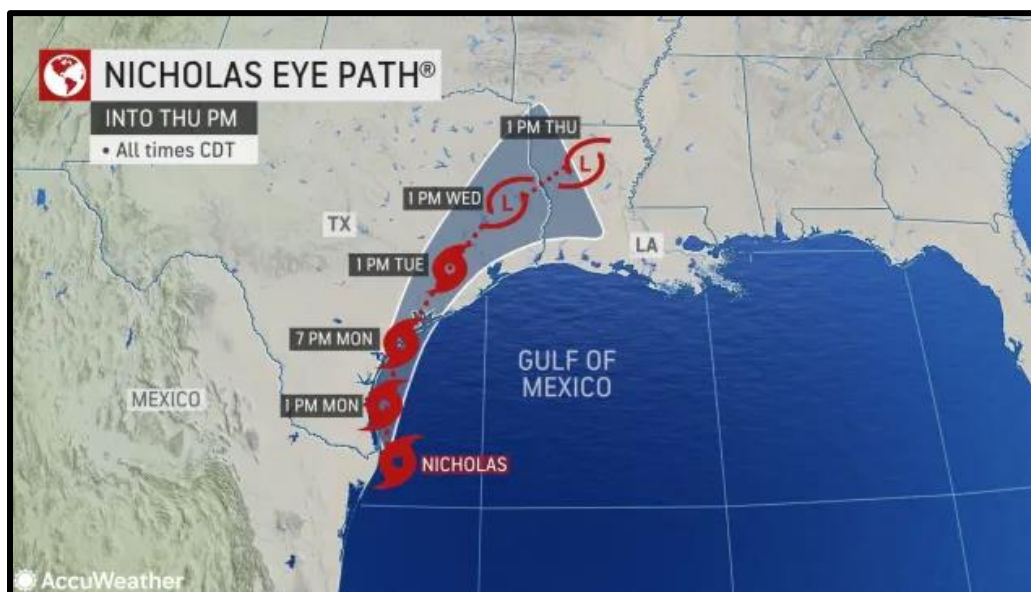 NICHOLAS EYE PATH®
INTO THU PM
• All times CDT
1 PM THU
L
1 PM WED
L
TX
LA
1 PM TUE
7 PM MON
GULF OF
MEXICO
MEXICO
1 PM MON
NICHOLAS
AccuWeather